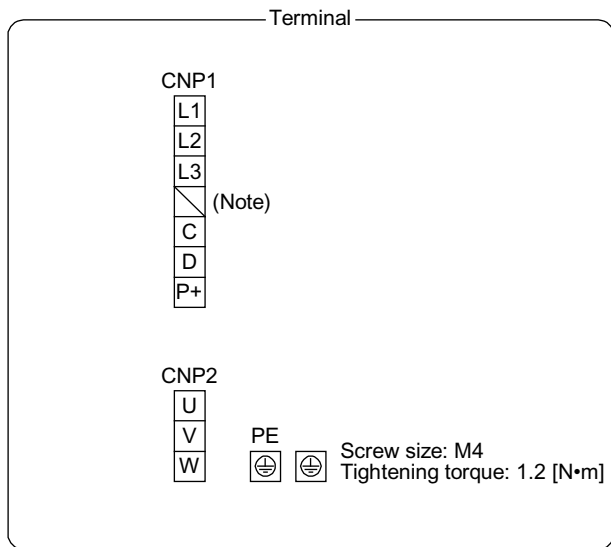 Terminal
CNP1
L1
L2
L3
(Note)
C
D
P+
CNP2
U
V
W
PE
Screw size: M4
Tightening torque: 1.2 [N•m]